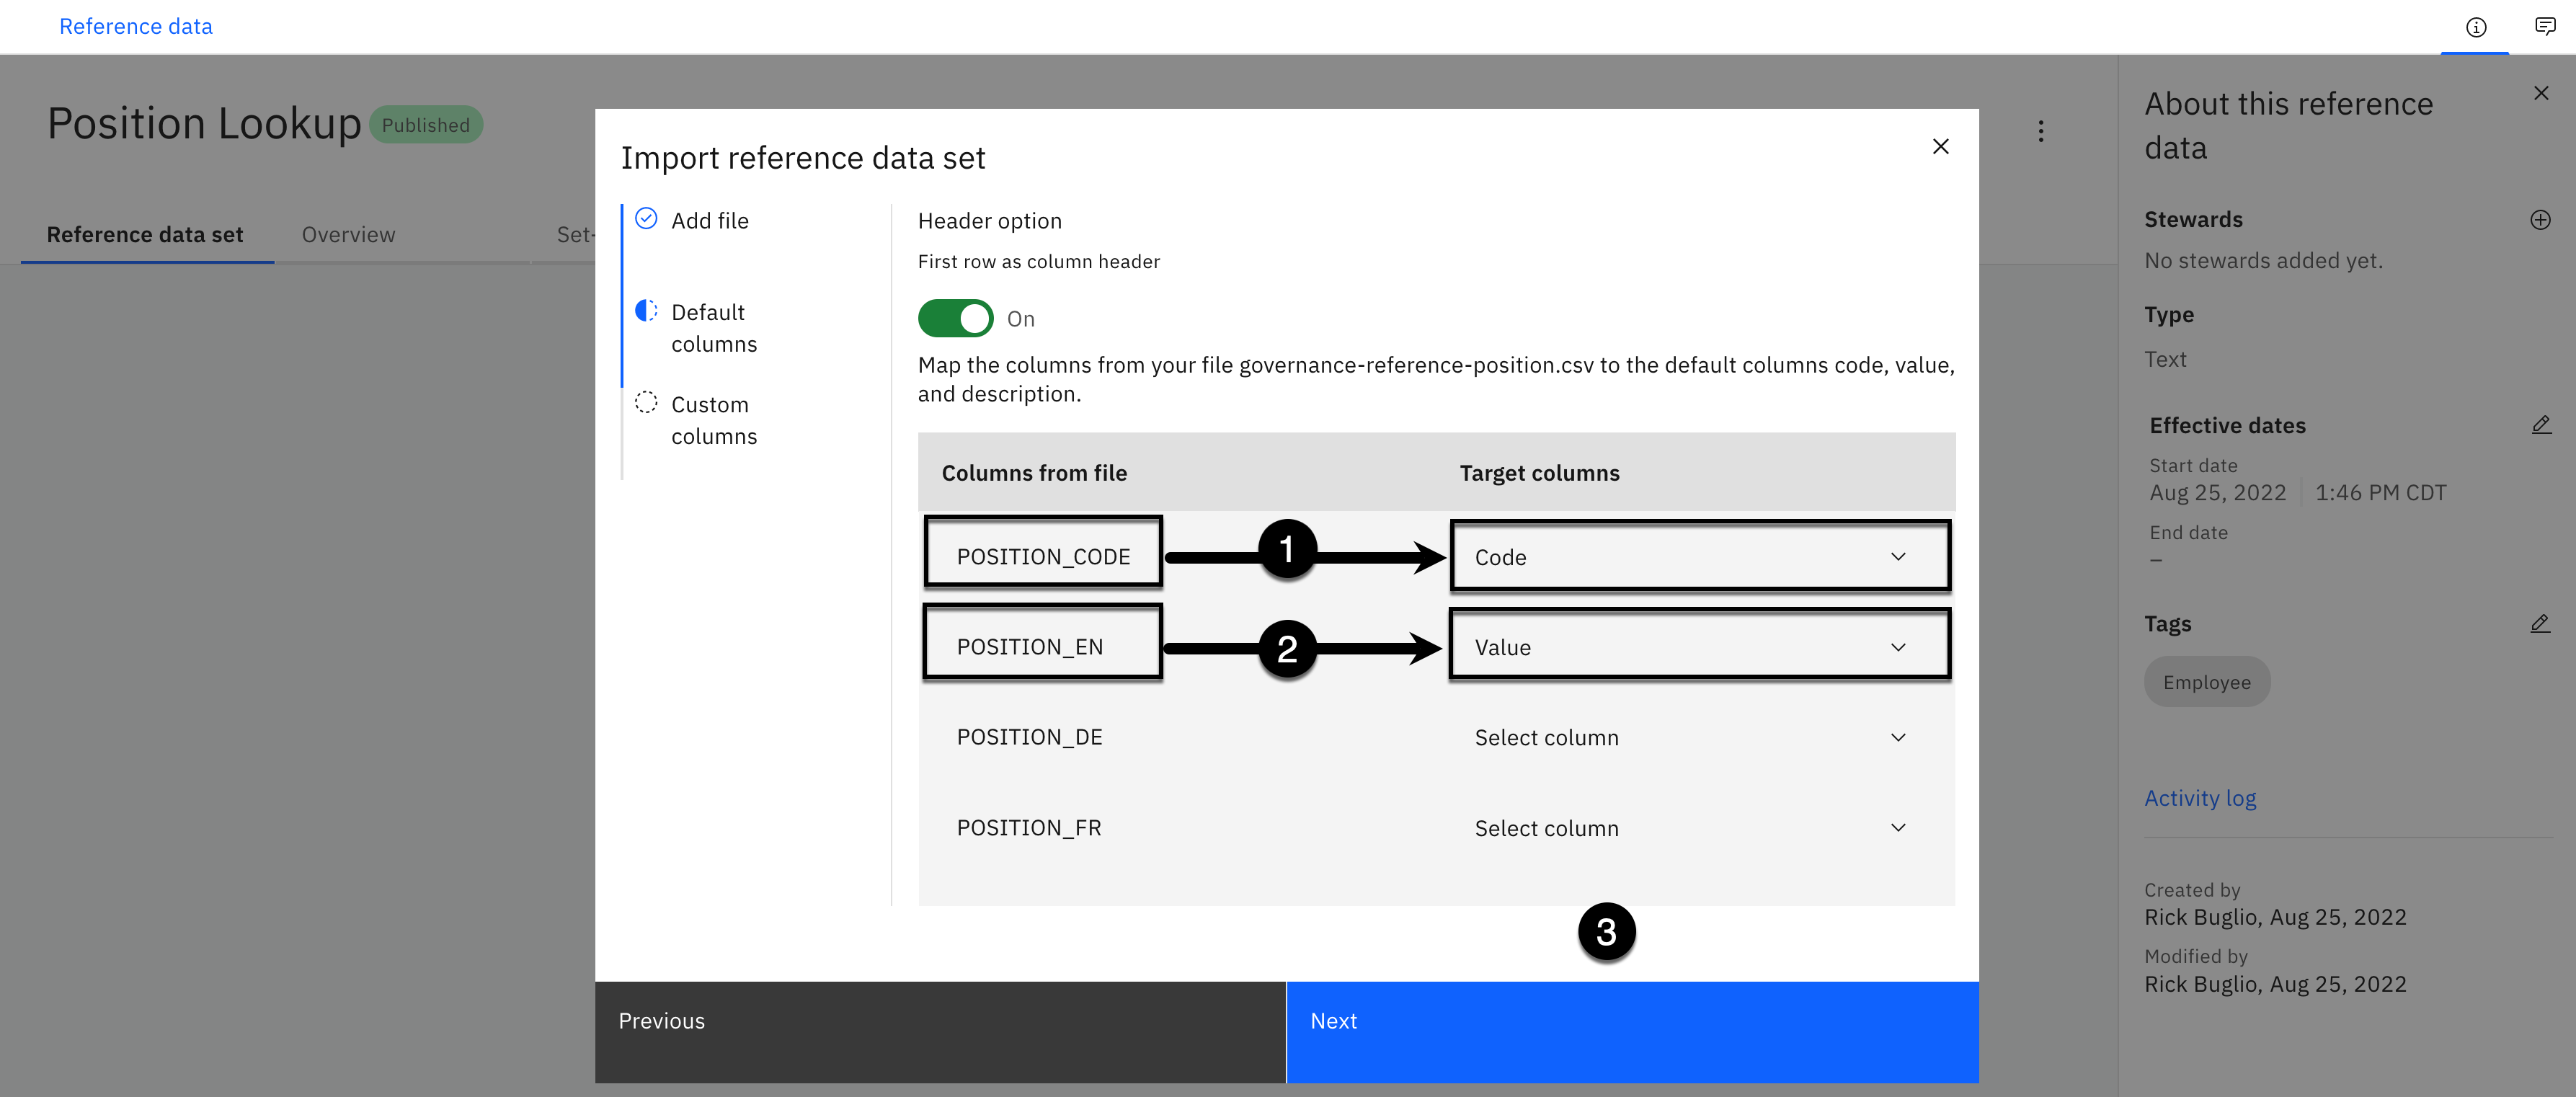 Reference data
Position Lookup Published
Reference data set Overview Set-
Import reference data set
Add file
Default
columns
Custom
columns
Header option
First row as column header
On
Map the columns from your file governance-reference-position.csv to the default columns code, value,
and description.
Columns from file Target columns
POSITION_CODE 1 Code
POSITION_EN 2 Value
POSITION_DE Select column
POSITION_FR Select column
3
Previous Next
About this reference
data
Stewards
No stewards added yet.
Type
Text
Effective dates
Start date
Aug 25, 2022 1:46 PM CDT
End date
–
Tags
Employee
Activity log
Created by
Rick Buglio, Aug 25, 2022
Modified by
Rick Buglio, Aug 25, 2022